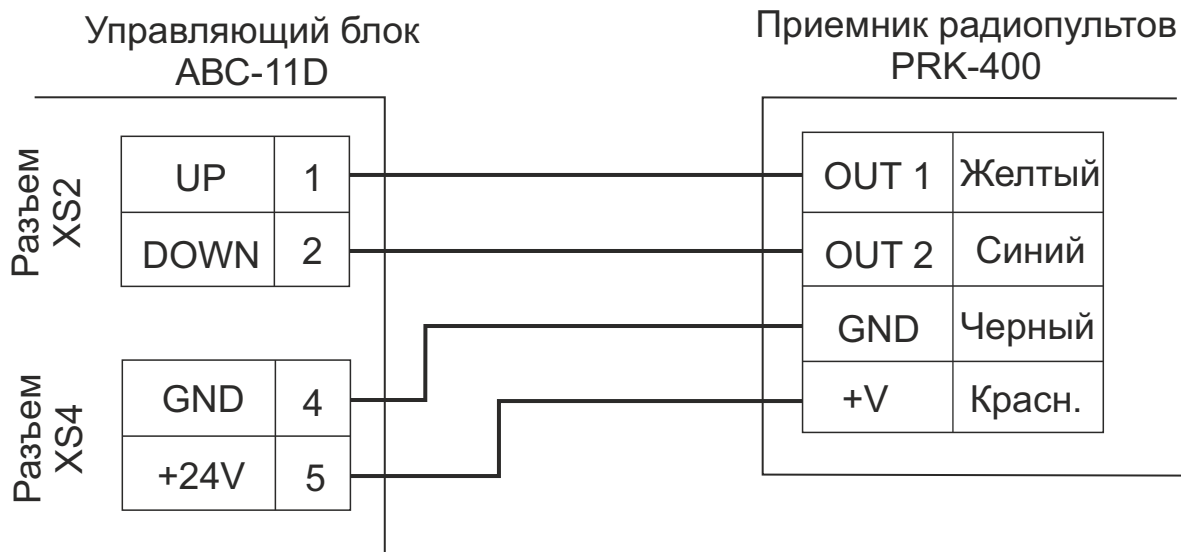 Управляющий блок
ABC-11D
Приемник радиопультов
PRK-400
Разъем
XS2
UP 1
DOWN 2
Разъем
XS4
GND 4
+24V 5
OUT 1 Желтый
OUT 2 Синий
GND Черный
+V Красн.